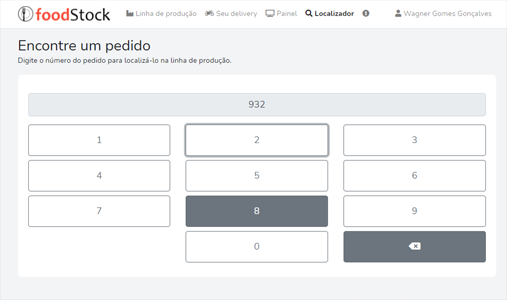 foodStock Linha de produção Seu delivery Painel Localizador Wagner Gomes Gonçalves
Encontre um pedido
Digite o número do pedido para localizá-lo na linha de produção.
932
1 2 3
4 5 6
7 8 9
0